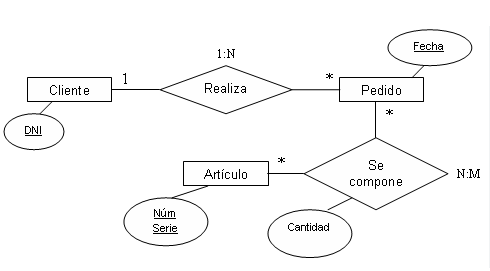 Fecha
1:N
1
*
Cliente
Realiza
Pedido
*
DNI
*
Se
compone
N:M
Artículo
Núm
Serie
Cantidad